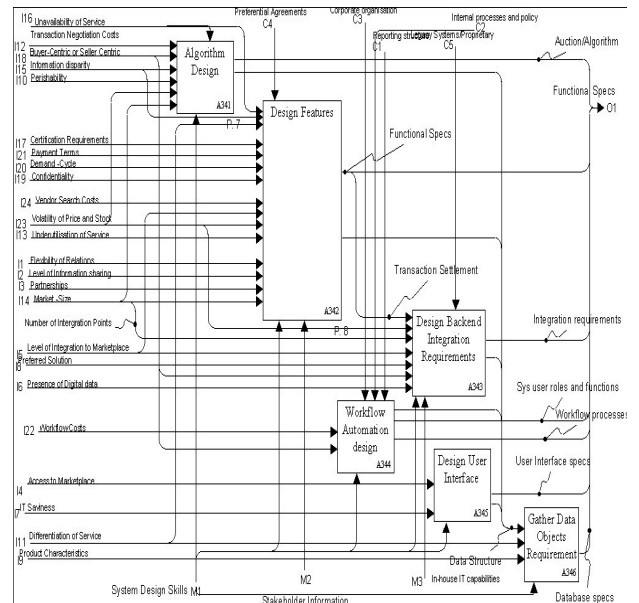 I16
Unavailability of Service
Preferential Agreements
C4
Corporate organisation
C3
Internal processes and policy
C2
Transaction Negotiation Costs
Reporting structure
C1
Legacy Systems/Proprietary
C5
I12
Buyer-Centric or Seller Centric
I18
Information disparity
I15
Perishability
I10
Algorithm
Design
A341
Auction/Algorithm
Functional Specs
O1
Design Features
P. 7
A342
Certification Requirements
I17
Payment Terms
I21
Demand -Cycle
I20
Confidentiality
I19
Functional Specs
Vendor Search Costs
I24
Volatility of Price and Stock
I23
Underutilisation of Service
I13
Flexibility of Relations
I1
Level of Information sharing
I2
Partnerships
I3
Market -Size
I14
Transaction Settlement
Number of Intergration Points
P. 8
Design Backend
Integration
Requirements
A343
Integration requirements
Level of Integration to Marketplace
I5
Preferred Solution
I8
Presence of Digital data
I6
Workflow
Automation
design
A344
Sys user roles and functions
Workflow processes
WorkflowCosts
I22
Design User
Interface
A345
User Interface specs
Access to Marketplace
I4
IT Saviness
I7
Differentiation of Service
I11
Product Characteristics
I9
Gather Data
Objects
Requirement
A346
Data Structure
System Design Skills
M1
M2
M3
In-house IT capabilities
Stakeholder Information
Database specs